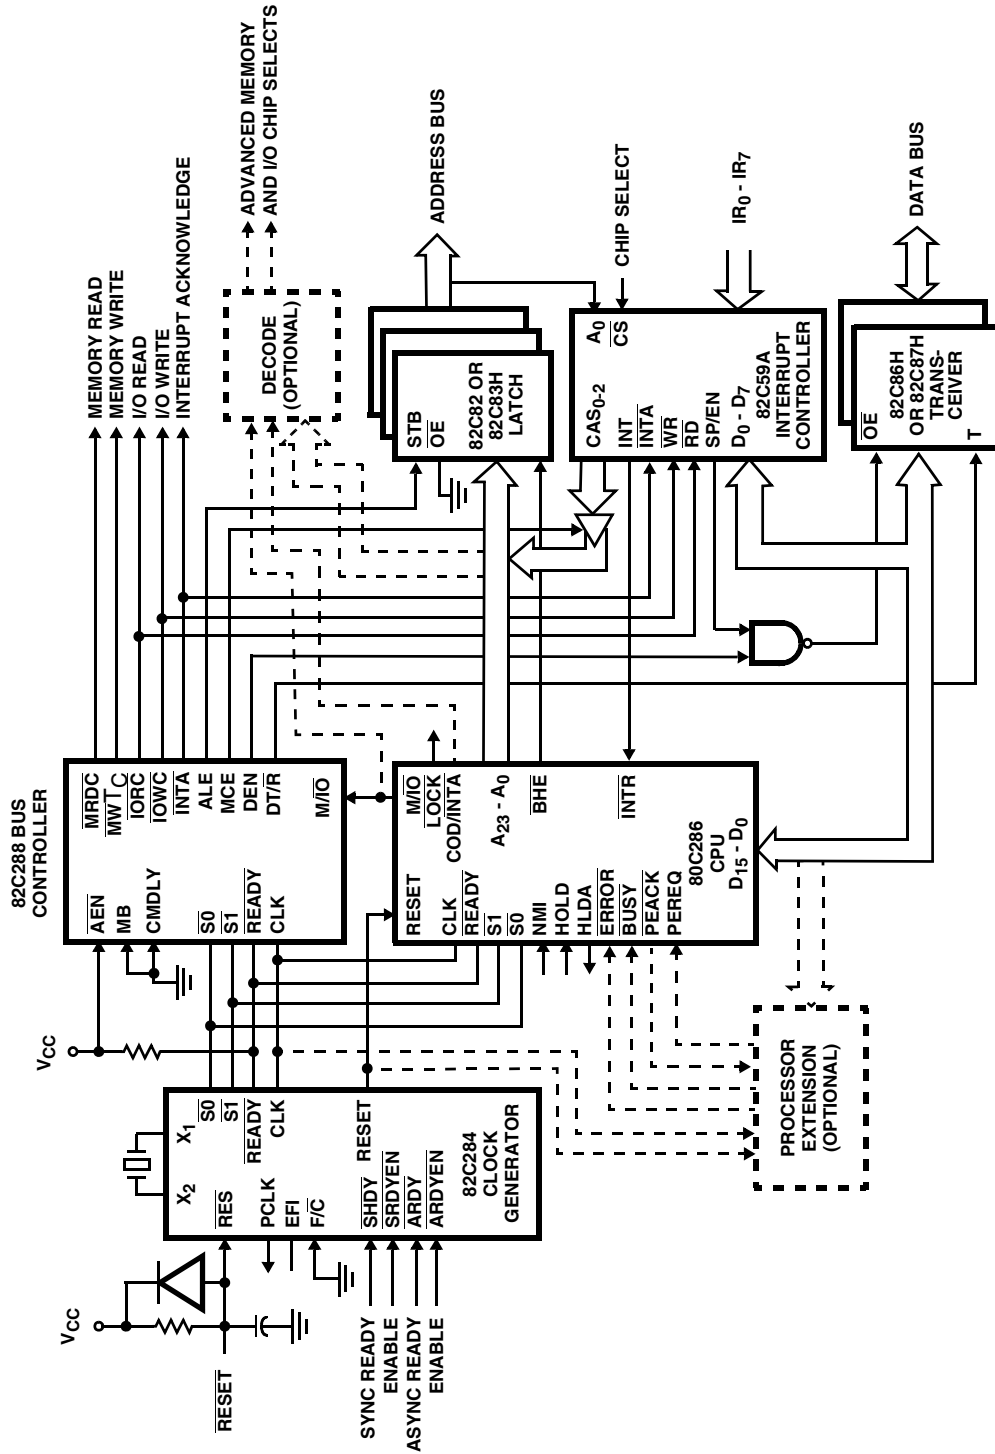 MEMORY READ
MEMORY WRITE
I/O READ
I/O WRITE
INTERRUPT ACKNOWLEDGE
ADVANCED MEMORY
AND I/O CHIP SELECTS
ADDRESS BUS
CHIP SELECT
IR0 - IR7
DATA BUS
DECODE
(OPTIONAL)
STB
OE
82C82 OR
82C83H
LATCH
A0
CS
CAS0-2
INT
INTA
WR
RD
SP/EN
D0 - D7
82C59A
INTERRUPT
CONTROLLER
OE
82C86H
OR 82C87H
TRANS-
CEIVER
T
82C288 BUS
CONTROLLER
MRDC
MWTC
IORC
IOWC
INTA
ALE
MCE
DEN
DT/R
M/IO
AEN
MB
CMDLY
S0
S1
READY
CLK
M/IO
LOCK
COD/INTA
A23 - A0
BHE
INTR
80C286
CPU
D15 - D0
RESET
CLK
READY
S1
S0
NMI
HOLD
HLDA
ERROR
BUSY
PEACK
PEREQ
VCC
PROCESSOR
EXTENSION
(OPTIONAL)
X1
X2
S0
S1
READY
CLK
RESET
82C284
CLOCK
GENERATOR
RES
PCLK
EFI
F/C
SHDY
SRDYEN
ARDY
ARDYEN
VCC
RESET
SYNC READY
ENABLE
ASYNC READY
ENABLE